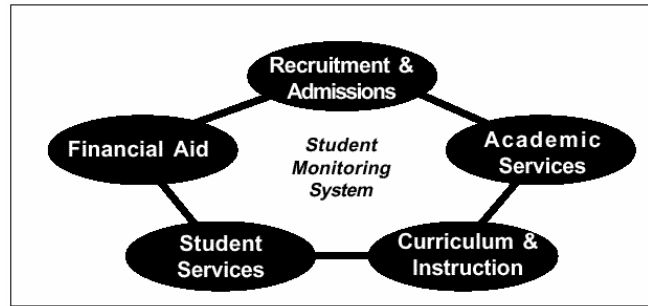 Recruitment &
Admissions
Financial Aid
Student
Monitoring
System
Academic
Services
Student
Services
Curriculum &
Instruction